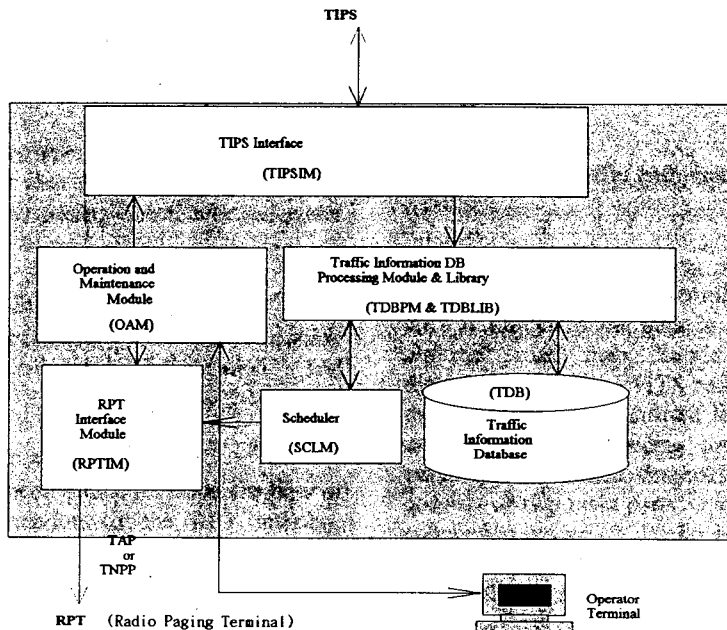 TIPS
TIPS Interface
(TIPSIM)
Operation and
Maintenance
Module
(OAM)
Traffic Information DB
Processing Module & Library
(TDBPM & TDBLIB)
RPT
Interface
Module
(RPTIM)
Scheduler
(SCLM)
(TDB)
Traffic
Information
Database
TAP
or
TNPP
RPT (Radio Paging Terminal)
Operator
Terminal